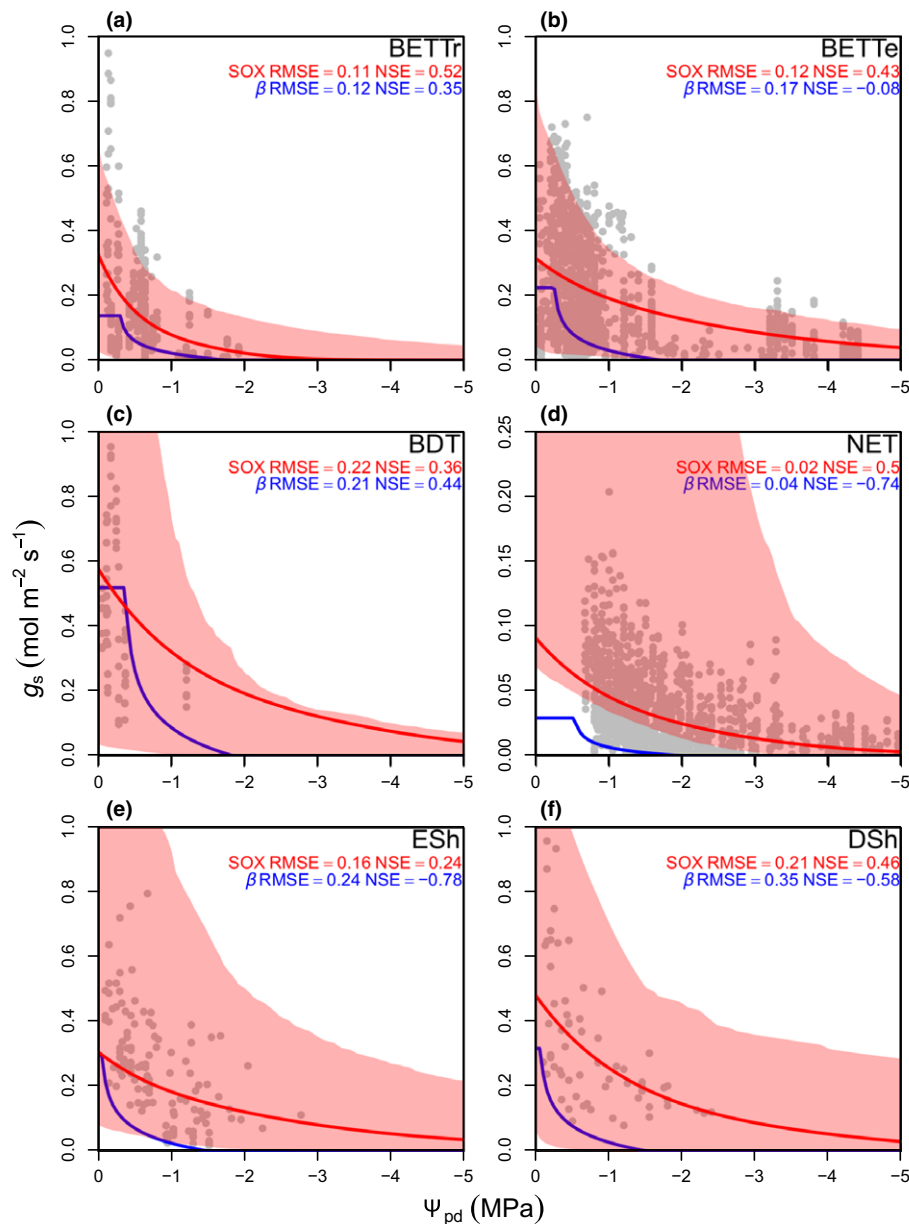 (a)
BETTr
SOX RMSE = 0.11 NSE = 0.52
β RMSE = 0.12 NSE = 0.35
1.0
0.8
0.6
0.4
0.2
0.0
0 −1 −2 −3 −4 −5
(b)
BETTe
SOX RMSE = 0.12 NSE = 0.43
β RMSE = 0.17 NSE = −0.08
1.0
0.8
0.6
0.4
0.2
0.0
0 −1 −2 −3 −4 −5
(c)
BDT
SOX RMSE = 0.22 NSE = 0.36
β RMSE = 0.21 NSE = 0.44
1.0
0.8
0.6
0.4
0.2
0.0
0 −1 −2 −3 −4 −5
(d)
NET
SOX RMSE = 0.02 NSE = 0.5
β RMSE = 0.04 NSE = −0.74
0.25
0.20
0.15
0.10
0.05
0.00
0 −1 −2 −3 −4 −5
gs (mol m−2 s−1)
(e)
ESh
SOX RMSE = 0.16 NSE = 0.24
β RMSE = 0.24 NSE = −0.78
1.0
0.8
0.6
0.4
0.2
0.0
0 −1 −2 −3 −4 −5
(f)
DSh
SOX RMSE = 0.21 NSE = 0.46
β RMSE = 0.35 NSE = −0.58
1.0
0.8
0.6
0.4
0.2
0.0
0 −1 −2 −3 −4 −5
Ψpd (MPa)